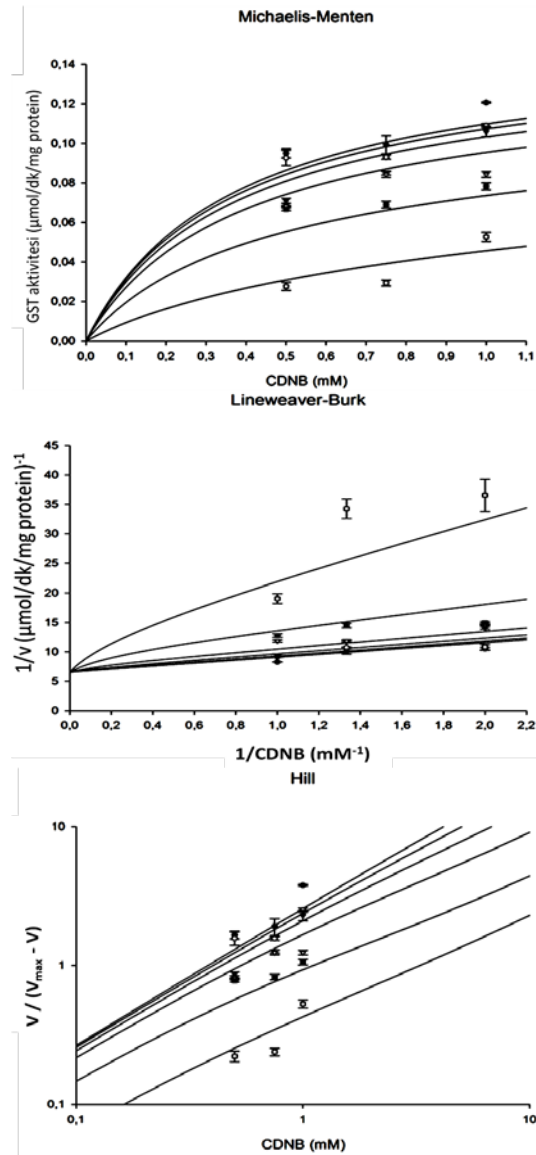 Michaelis-Menten
GST aktivitesi (µmol/dk/mg protein)
0,14
0,12
0,10
0,08
0,06
0,04
0,02
0,00
0,0 0,1 0,2 0,3 0,4 0,5 0,6 0,7 0,8 0,9 1,0 1,1
CDNB (mM)
Lineweaver-Burk
1/v (µmol/dk/mg protein)⁻¹
45
40
35
30
25
20
15
10
5
0
0,0 0,2 0,4 0,6 0,8 1,0 1,2 1,4 1,6 1,8 2,0 2,2
1/CDNB (mM⁻¹)
Hill
V / (Vmax - V)
10
1
0,1
0,1 1 10
CDNB (mM)